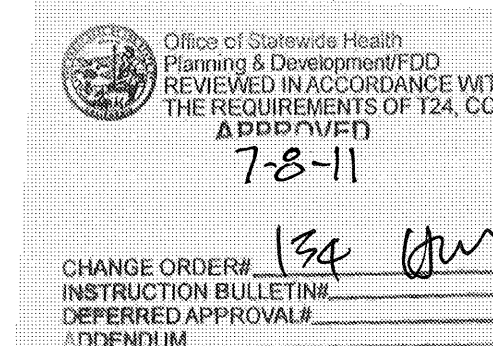 Office of Statewide Health
Planning & Development/FDD
REVIEWED IN ACCORDANCE WIT
THE REQUIREMENTS OF T24, CC
APPROVED
7-8-11
CHANGE ORDER# 134
INSTRUCTION BULLETIN#
DEFERRED APPROVAL#
ADDENDUM